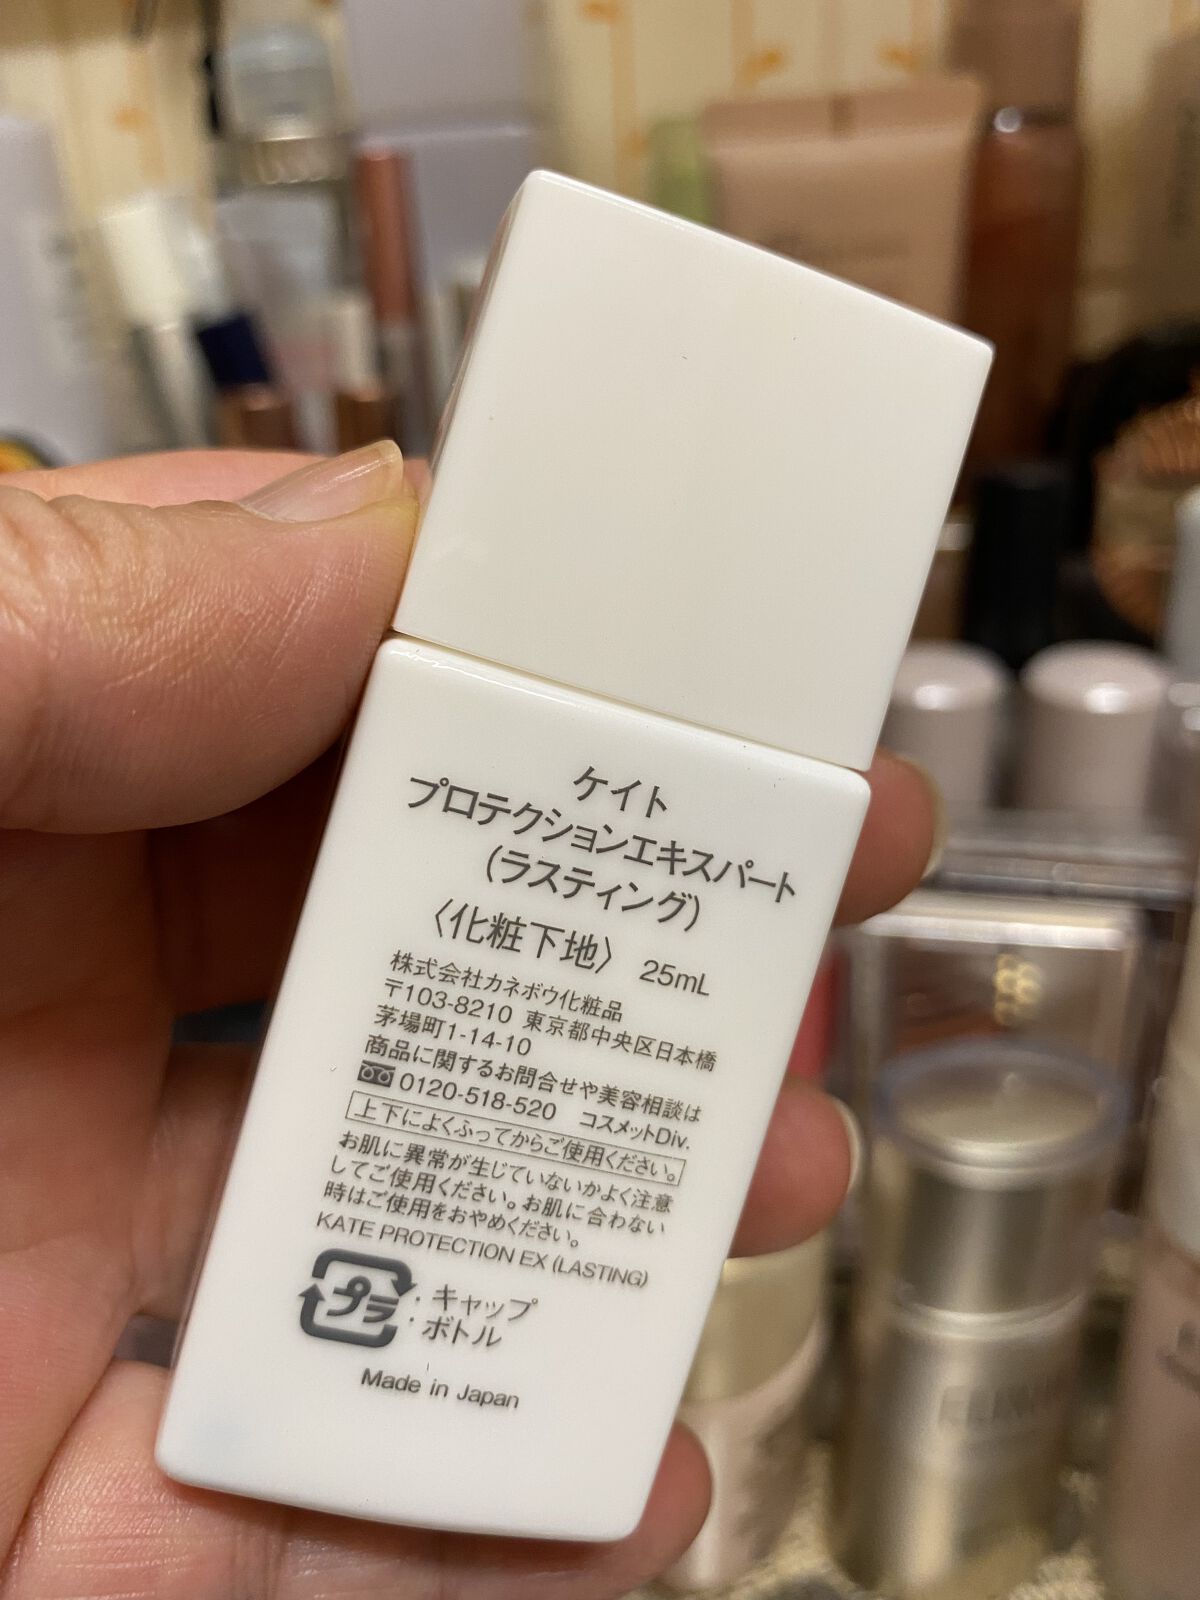 ケイト
プロテクションエキスパート
(ラスティング)
〈化粧下地〉 25mL
株式会社カネボウ化粧品
〒103-8210 東京都中央区日本橋
茅場町1-14-10
商品に関するお問合せや美容相談は
0120-518-520 コスメットDiv.
上下によくふってからご使用ください。
お肌に異常が生じていないかよく注意
してご使用ください。お肌に合わない
時はご使用をおやめください。
KATE PROTECTION EX (LASTING)
プラ
・キャップ
・ボトル
Made in Japan